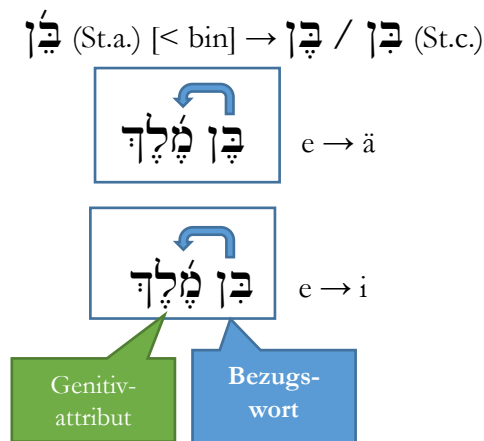 בֵּ֫ן (St.a.) [< bin] → בֶּן / בִּן (St.c.)
בֶּן מֶ֫לֶךְ e → ä
בִּן מֶ֫לֶךְ e → i
Genitiv-
attribut
Bezugs-
wort